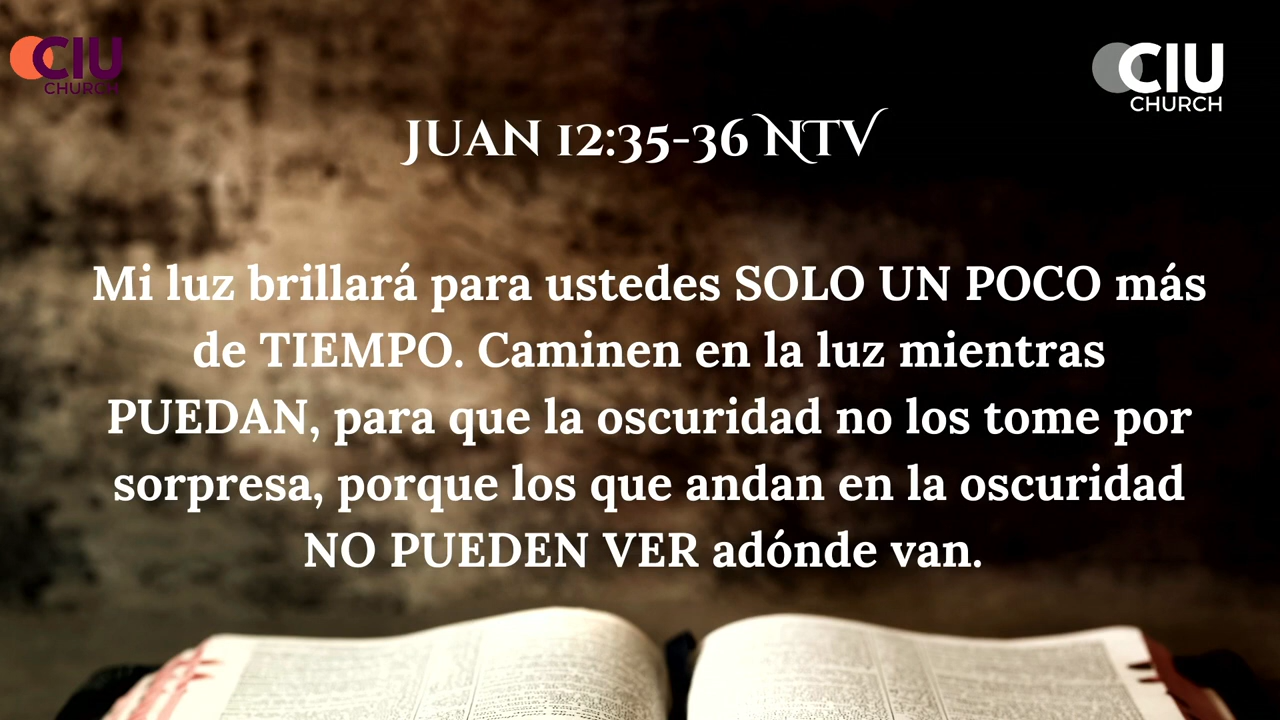 CIU
CHURCH
CIU
CHURCH
JUAN 12:35-36 NTV
Mi luz brillará para ustedes SOLO UN POCO más
de TIEMPO. Caminen en la luz mientras
PUEDAN, para que la oscuridad no los tome por
sorpresa, porque los que andan en la oscuridad
NO PUEDEN VER adónde van.